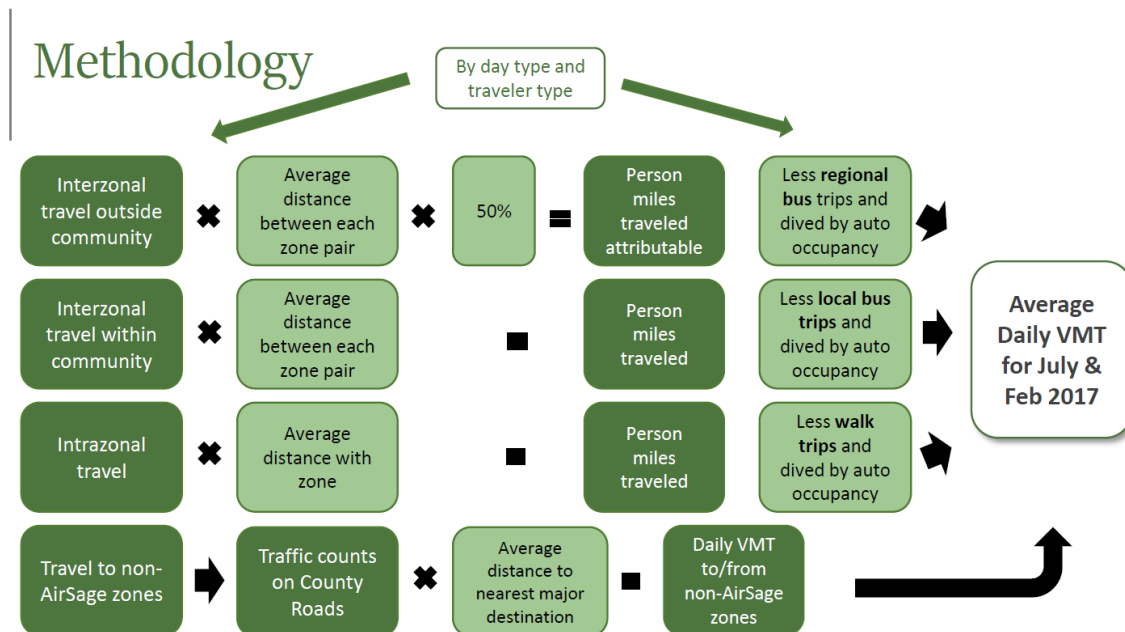 Methodology
By day type and
traveler type
Interzonal
travel outside
community
Average
distance
between each
zone pair
50%
Person
miles
traveled
attributable
Less regional
bus trips and
dived by auto
occupancy
Interzonal
travel within
community
Average
distance
between each
zone pair
Person
miles
traveled
Less local bus
trips and
dived by auto
occupancy
Average
Daily VMT
for July &
Feb 2017
Intrazonal
travel
Average
distance with
zone
Person
miles
traveled
Less walk
trips and
dived by auto
occupancy
Travel to non-
AirSage zones
Traffic counts
on County
Roads
Average
distance to
nearest major
destination
Daily VMT
to/from
non-AirSage
zones